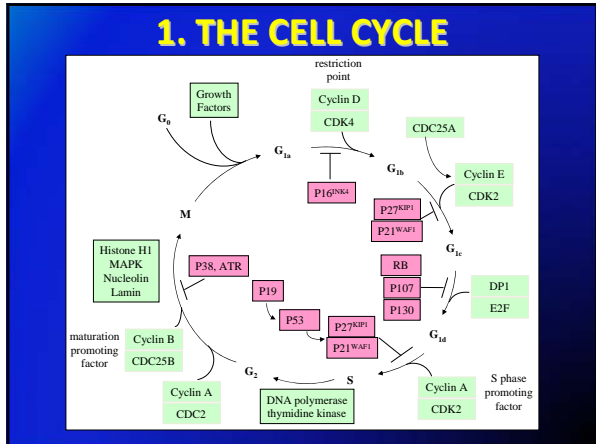 1. THE CELL CYCLE
restriction
point
Growth
Factors
G₀
Cyclin D
CDK4
CDC25A
G₁ₐ
G₁b
Cyclin E
CDK2
P16ᴵᴺᴷ⁴
P27ᴷᴵᴾ¹
P21ᵂᴬᶠ¹
M
G₁c
Histone H1
MAPK
Nucleolin
Lamin
P38, ATR
P19
RB
P107
P130
DP1
E2F
P53
P27ᴷᴵᴾ¹
P21ᵂᴬᶠ¹
G₁d
maturation
promoting
factor
Cyclin B
CDC25B
G₂
S
Cyclin A
CDC2
DNA polymerase
thymidine kinase
Cyclin A
CDK2
S phase
promoting
factor